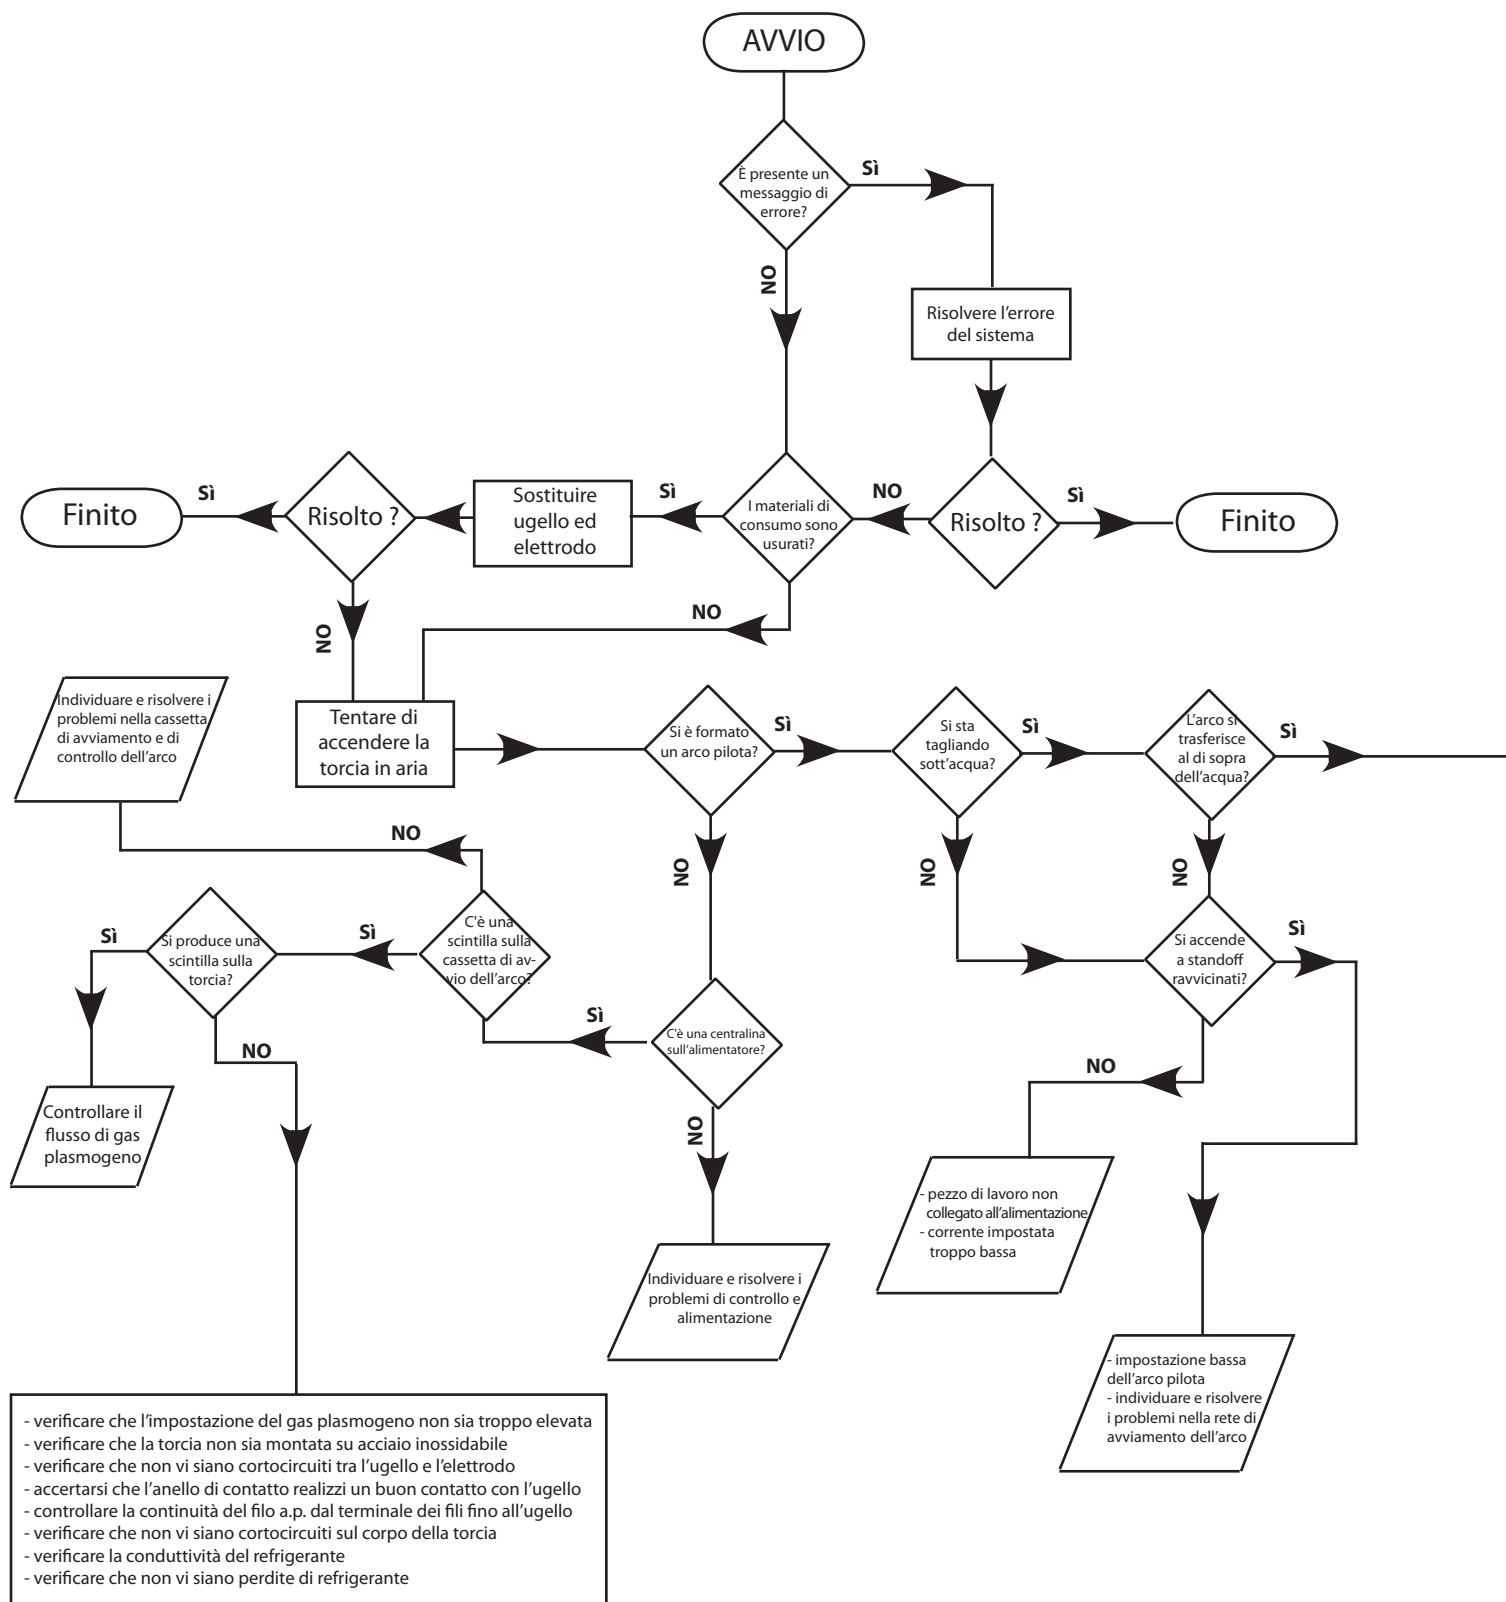 AVVIO
È presente un
messaggio di
errore?
Sì
NO
Risolvere l'errore
del sistema
Finito
Sì
Risolto ?
Sostituire
ugello ed
elettrodo
Sì
I materiali di
consumo sono
usurati?
NO
Risolto ?
Sì
Finito
NO
NO
Individuare e risolvere i
problemi nella cassetta
di avviamento e di
controllo dell'arco
Tentare di
accendere la
torcia in aria
Si è formato
un arco pilota?
Sì
Si sta
tagliando
sott'acqua?
Sì
L'arco si
trasferisce
al di sopra
dell'acqua?
Sì
NO
NO
NO
NO
Sì
Si produce una
scintilla sulla
torcia?
Sì
C'è una
scintilla sulla
cassetta di av-
vio dell'arco?
Si accende
a standoff
ravvicinati?
Sì
NO
Sì
C'è una centralina
sull'alimentatore?
NO
Controllare il
flusso di gas
plasmogeno
NO
- pezzo di lavoro non
collegato all'alimentazione
- corrente impostata
troppo bassa
Individuare e risolvere i
problemi di controllo e
alimentazione
- impostazione bassa
dell'arco pilota
- individuare e risolvere
i problemi nella rete di
avviamento dell'arco
- verificare che l'impostazione del gas plasmogeno non sia troppo elevata
- verificare che la torcia non sia montata su acciaio inossidabile
- verificare che non vi siano cortocircuiti tra l'ugello e l'elettrodo
- accertarsi che l'anello di contatto realizzi un buon contatto con l'ugello
- controllare la continuità del filo a.p. dal terminale dei fili fino all'ugello
- verificare che non vi siano cortocircuiti sul corpo della torcia
- verificare la conduttività del refrigerante
- verificare che non vi siano perdite di refrigerante